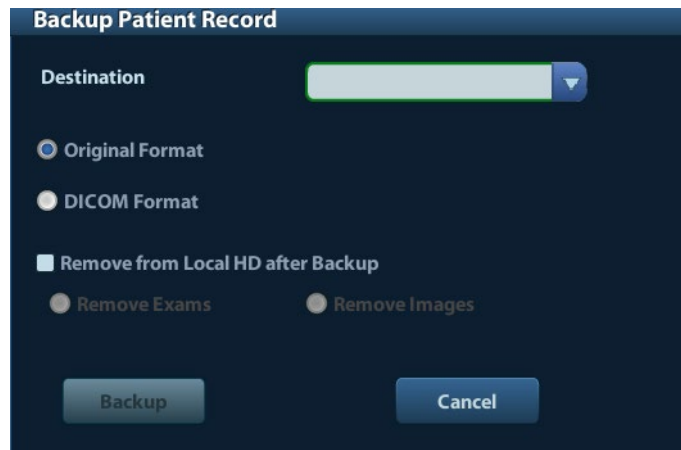 Backup Patient Record
Destination
Original Format
DICOM Format
Remove from Local HD after Backup
Remove Exams Remove Images
Backup Cancel